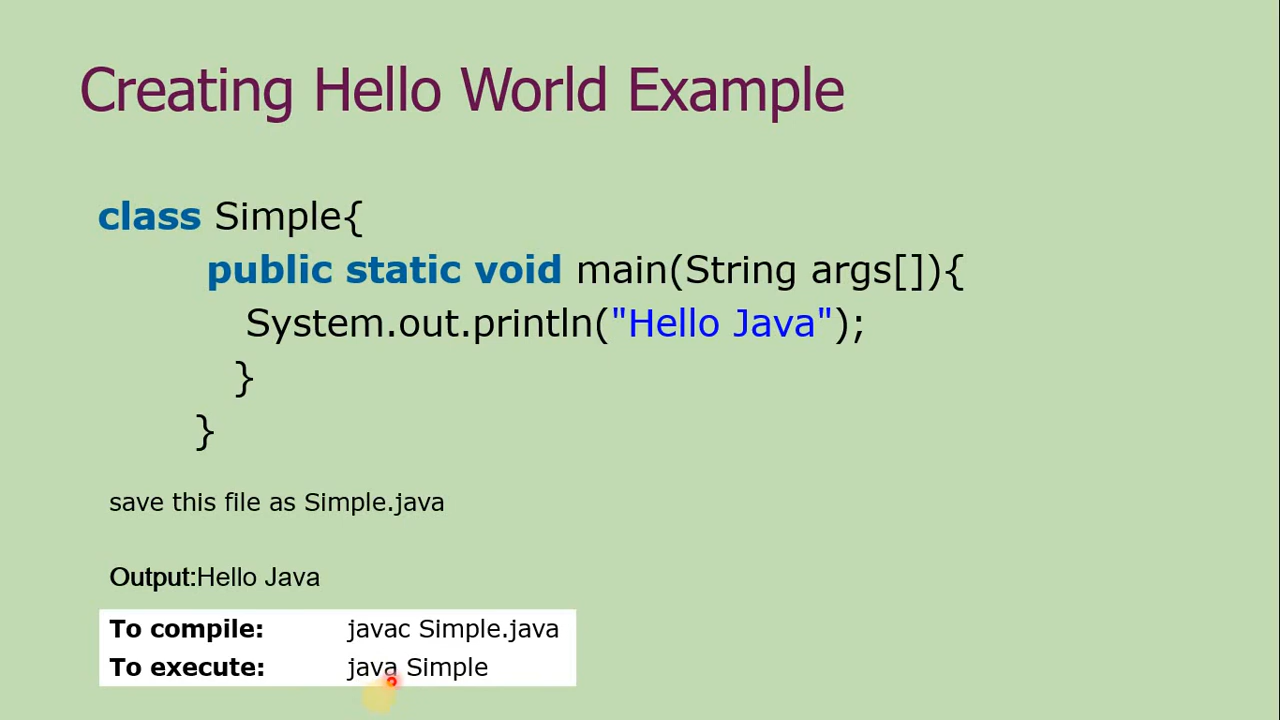 Creating Hello World Example
class Simple{
public static void main(String args[]){
System.out.println("Hello Java");
}
}
save this file as Simple.java
Output:Hello Java
To compile: javac Simple.java
To execute: java Simple